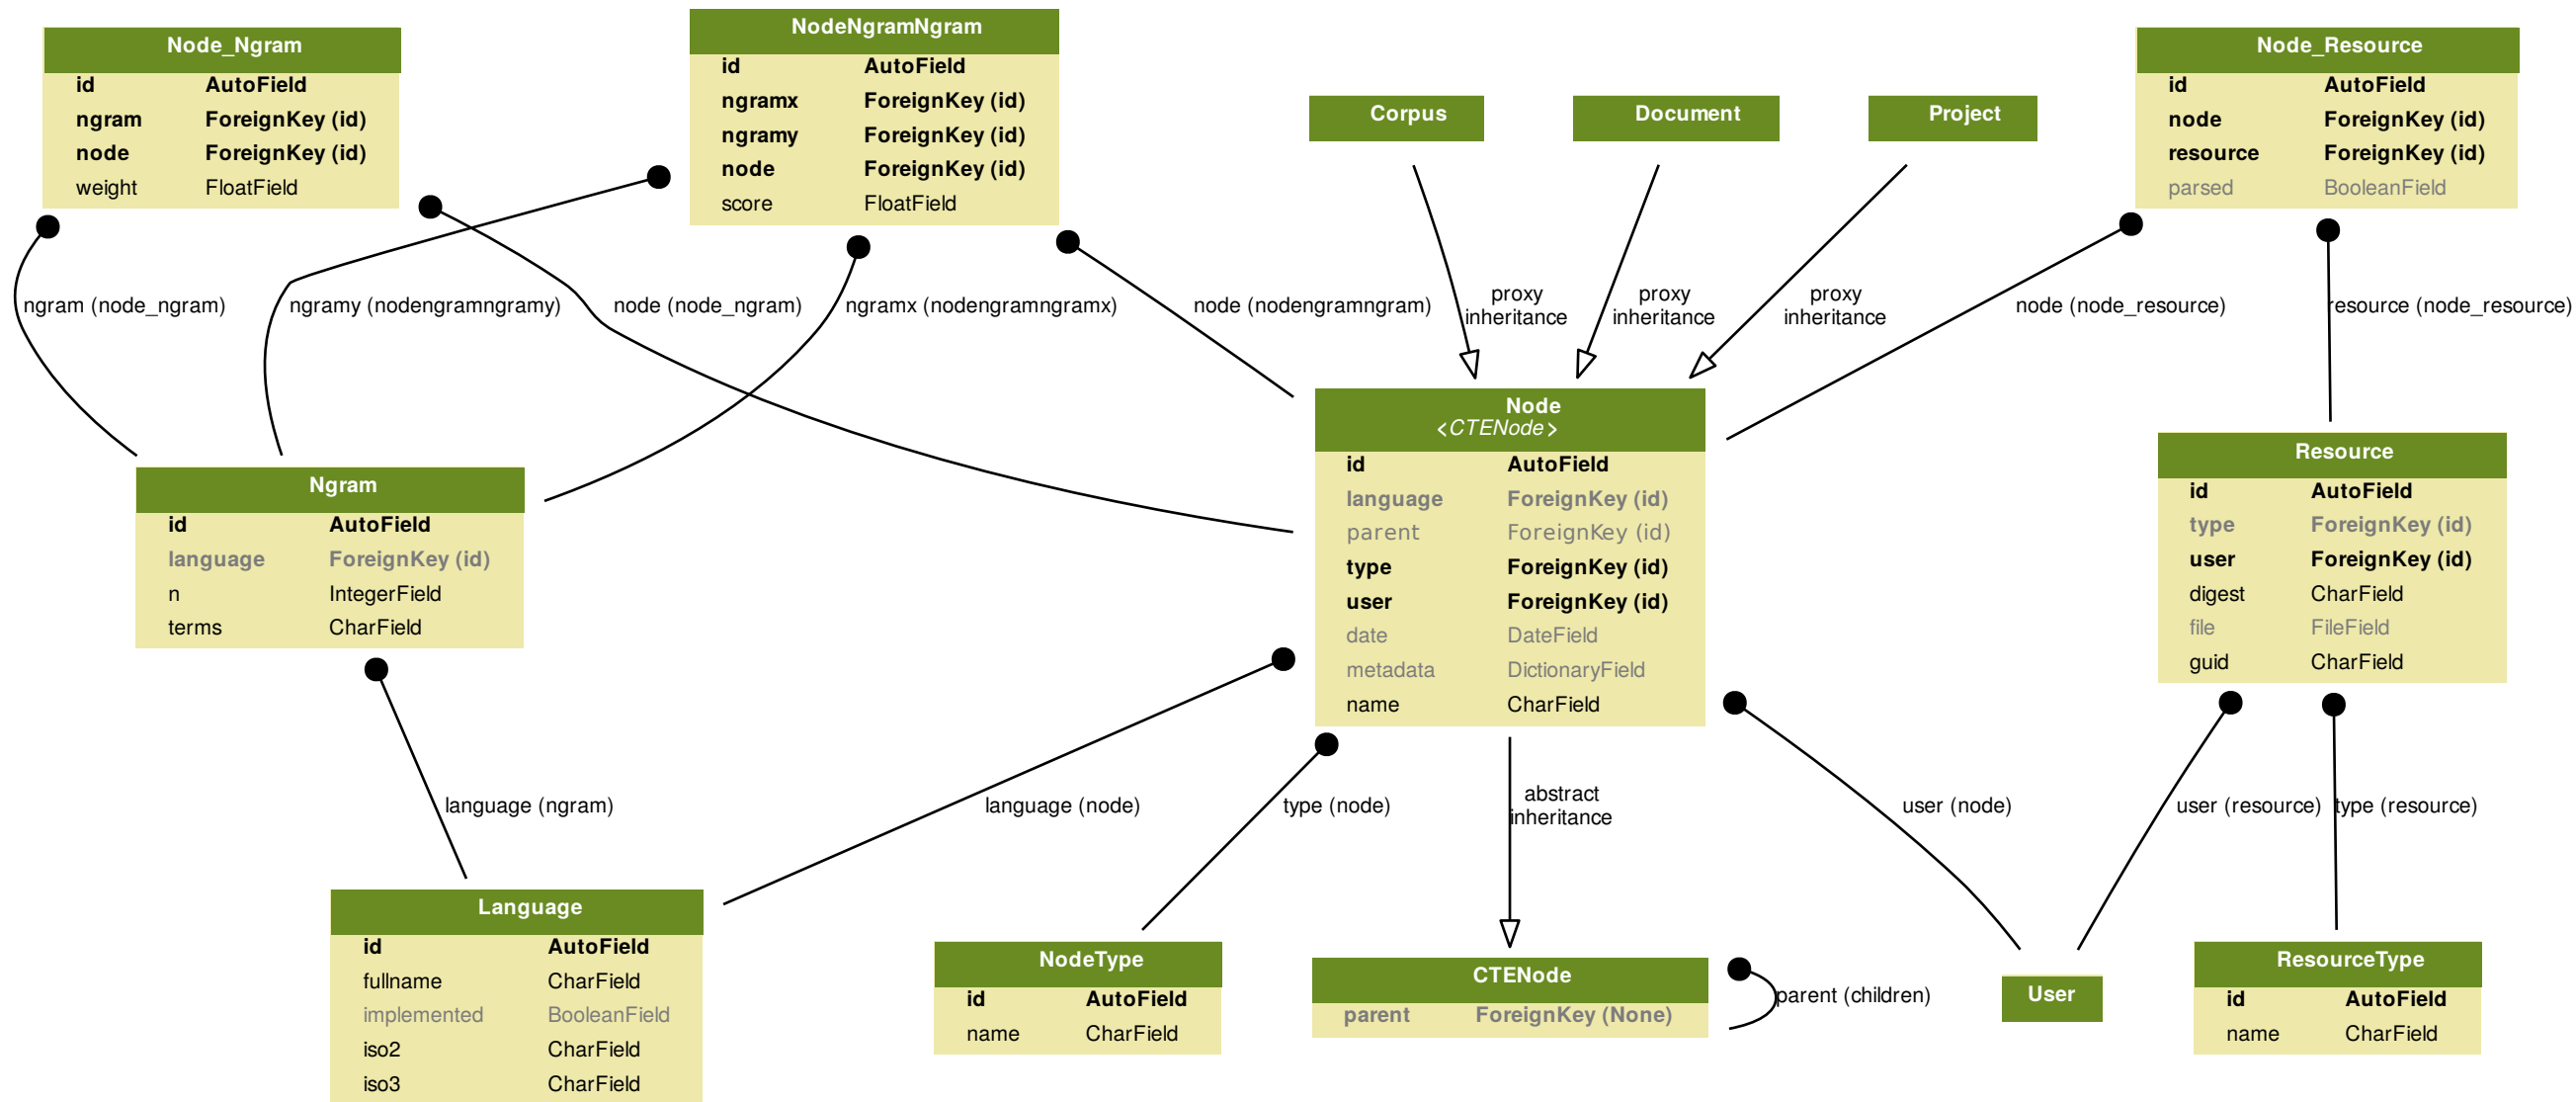 Node_Ngram
id AutoField
ngram ForeignKey (id)
node ForeignKey (id)
weight FloatField
NodeNgramNgram
id AutoField
ngramx ForeignKey (id)
ngramy ForeignKey (id)
node ForeignKey (id)
score FloatField
Corpus
Document
Project
Node_Resource
id AutoField
node ForeignKey (id)
resource ForeignKey (id)
parsed BooleanField
ngram (node_ngram)
ngramy (nodengramngramy)
node (node_ngram)
ngramx (nodengramngramx)
node (nodengramngram)
proxy
inheritance
proxy
inheritance
proxy
inheritance
node (node_resource)
resource (node_resource)
Ngram
id AutoField
language ForeignKey (id)
n IntegerField
terms CharField
Node
<CTENode>
id AutoField
language ForeignKey (id)
parent ForeignKey (id)
type ForeignKey (id)
user ForeignKey (id)
date DateField
metadata DictionaryField
name CharField
Resource
id AutoField
type ForeignKey (id)
user ForeignKey (id)
digest CharField
file FileField
guid CharField
language (ngram)
language (node)
type (node)
abstract
inheritance
user (node)
user (resource)
type (resource)
Language
id AutoField
fullname CharField
implemented BooleanField
iso2 CharField
iso3 CharField
NodeType
id AutoField
name CharField
CTENode
parent ForeignKey (None)
parent (children)
User
ResourceType
id AutoField
name CharField